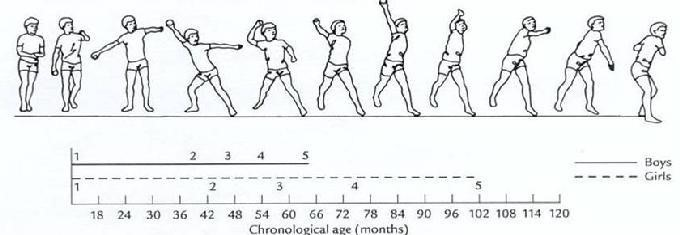 1 2 3 4 5
Boys
Girls
1 2 3 4 5
18 24 30 36 42 48 54 60 66 72 78 84 90 96 102 108 114 120
Chronological age (months)